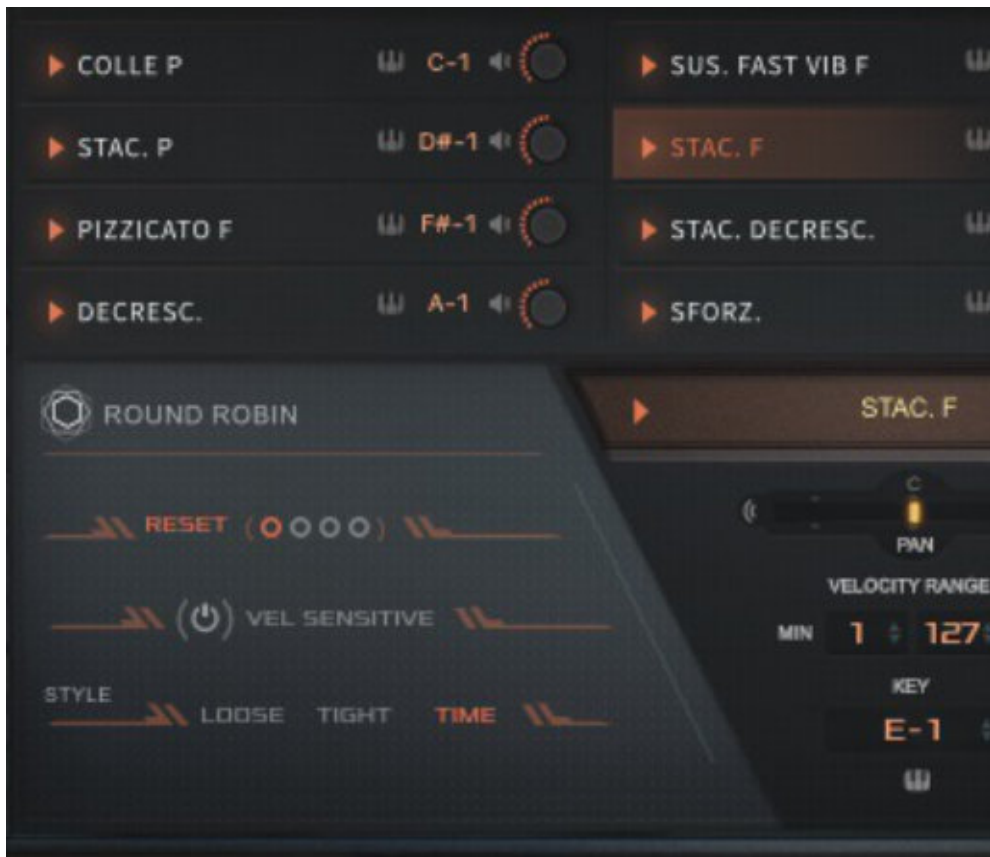 COLLE P C-1 SUS. FAST VIB F
STAC. P D#-1 STAC. F
PIZZICATO F F#-1 STAC. DECRESC.
DECRESC. A-1 SFORZ.
ROUND ROBIN
RESET
VEL SENSITIVE
STYLE
LOOSE TIGHT TIME
STAC. F
C
PAN
VELOCITY RANGE
MIN 1 127
KEY
E-1